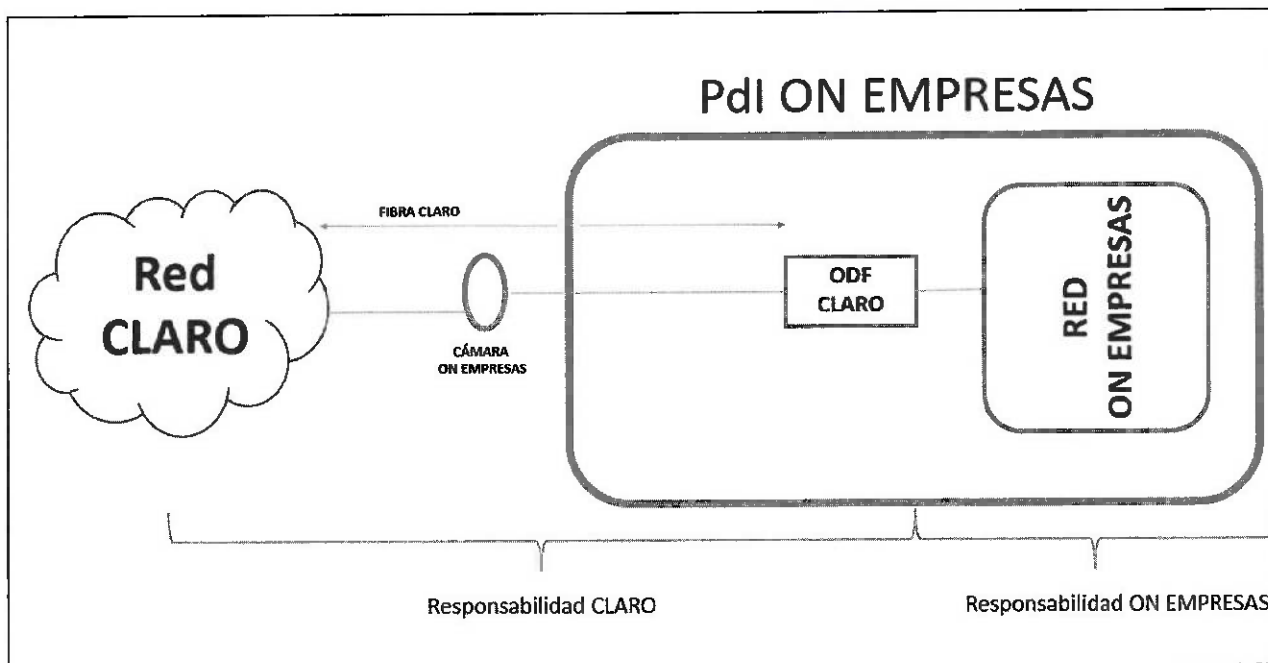 PdI ON EMPRESAS
FIBRA CLARO
Red
CLARO
CÁMARA
ON EMPRESAS
ODF
CLARO
RED
ON EMPRESAS
Responsabilidad CLARO
Responsabilidad ON EMPRESAS